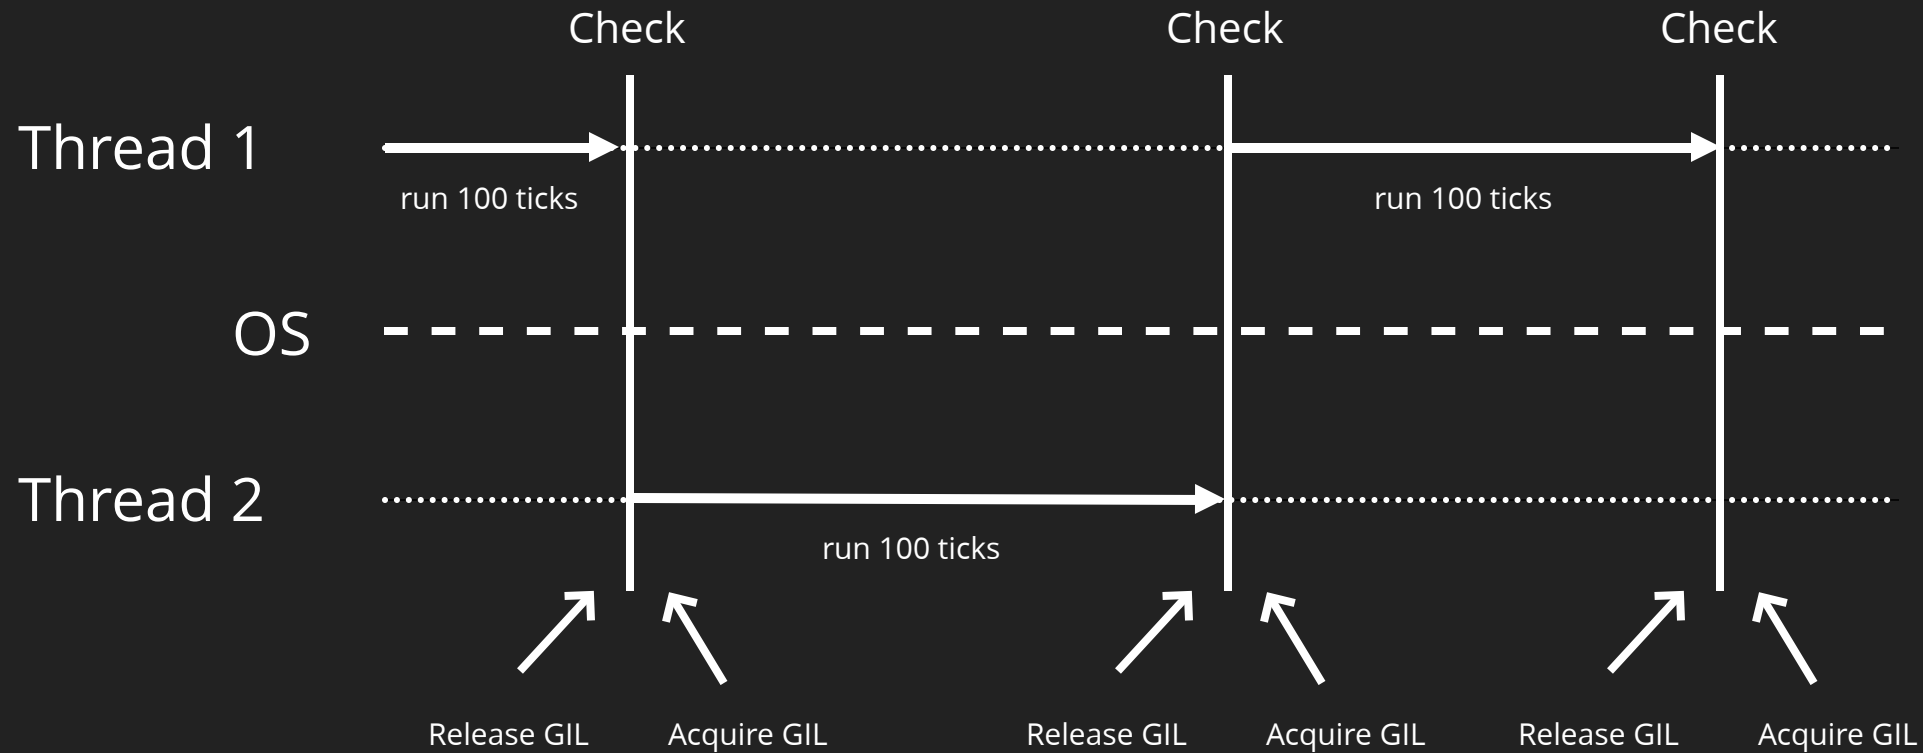 Check
Check
Check
Thread 1
run 100 ticks
run 100 ticks
OS
Thread 2
run 100 ticks
Release GIL
Acquire GIL
Release GIL
Acquire GIL
Release GIL
Acquire GIL